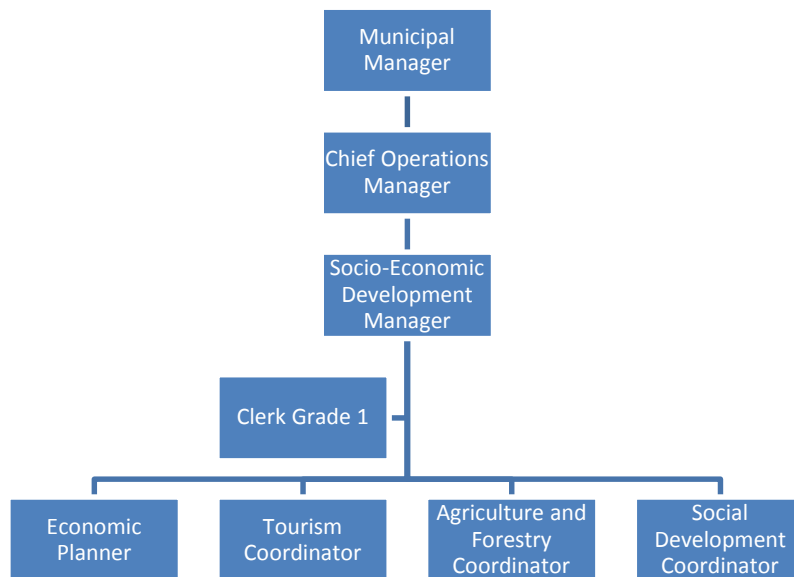 Municipal
Manager
Chief Operations
Manager
Socio-Economic
Development
Manager
Clerk Grade 1
Economic
Planner
Tourism
Coordinator
Agriculture and
Forestry
Coordinator
Social
Development
Coordinator